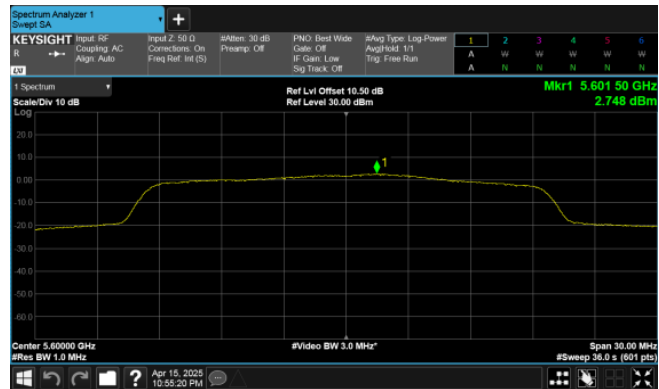 Spectrum Analyzer 1
Swept SA
+
KEYSIGHT Input: RF Input Z: 50 Ω #Atten: 30 dB PNO: Best Wide #Avg Type: Log-Power 1 2 3 4 5 6
R Coupling: AC Corrections: On Preamp: Off Gate: Off Avg|Hold: 1/1 A W W W W W
Align: Auto Freq Ref: Int (S) IF Gain: Low Trig: Free Run
LXI Sig Track: Off A N N N N N
1 Spectrum Ref Lvl Offset 10.50 dB Mkr1 5.601 50 GHz
Scale/Div 10 dB Ref Level 30.00 dBm 2.748 dBm
Log
20.0
10.0
1
0.00
-10.0
-20.0
-30.0
-40.0
-50.0
-60.0
Center 5.60000 GHz #Video BW 3.0 MHz* Span 30.00 MHz
#Res BW 1.0 MHz #Sweep 36.0 s (601 pts)
? Apr 15, 2025
10:55:20 PM